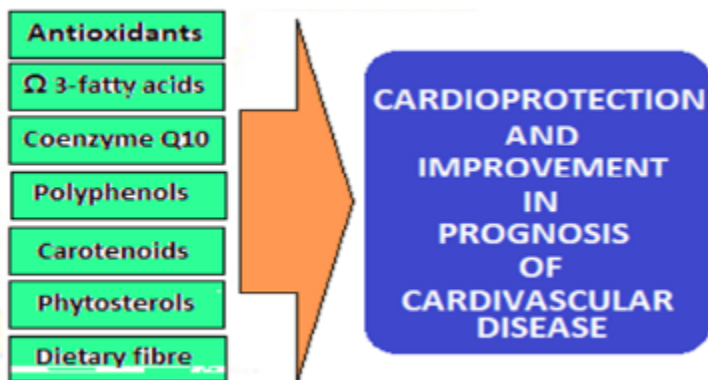 Antioxidants
Ω 3-fatty acids
Coenzyme Q10
Polyphenols
Carotenoids
Phytosterols
Dietary fibre
CARDIOPROTECTION
AND
IMPROVEMENT
IN
PROGNOSIS
OF
CARDIVASCULAR
DISEASE